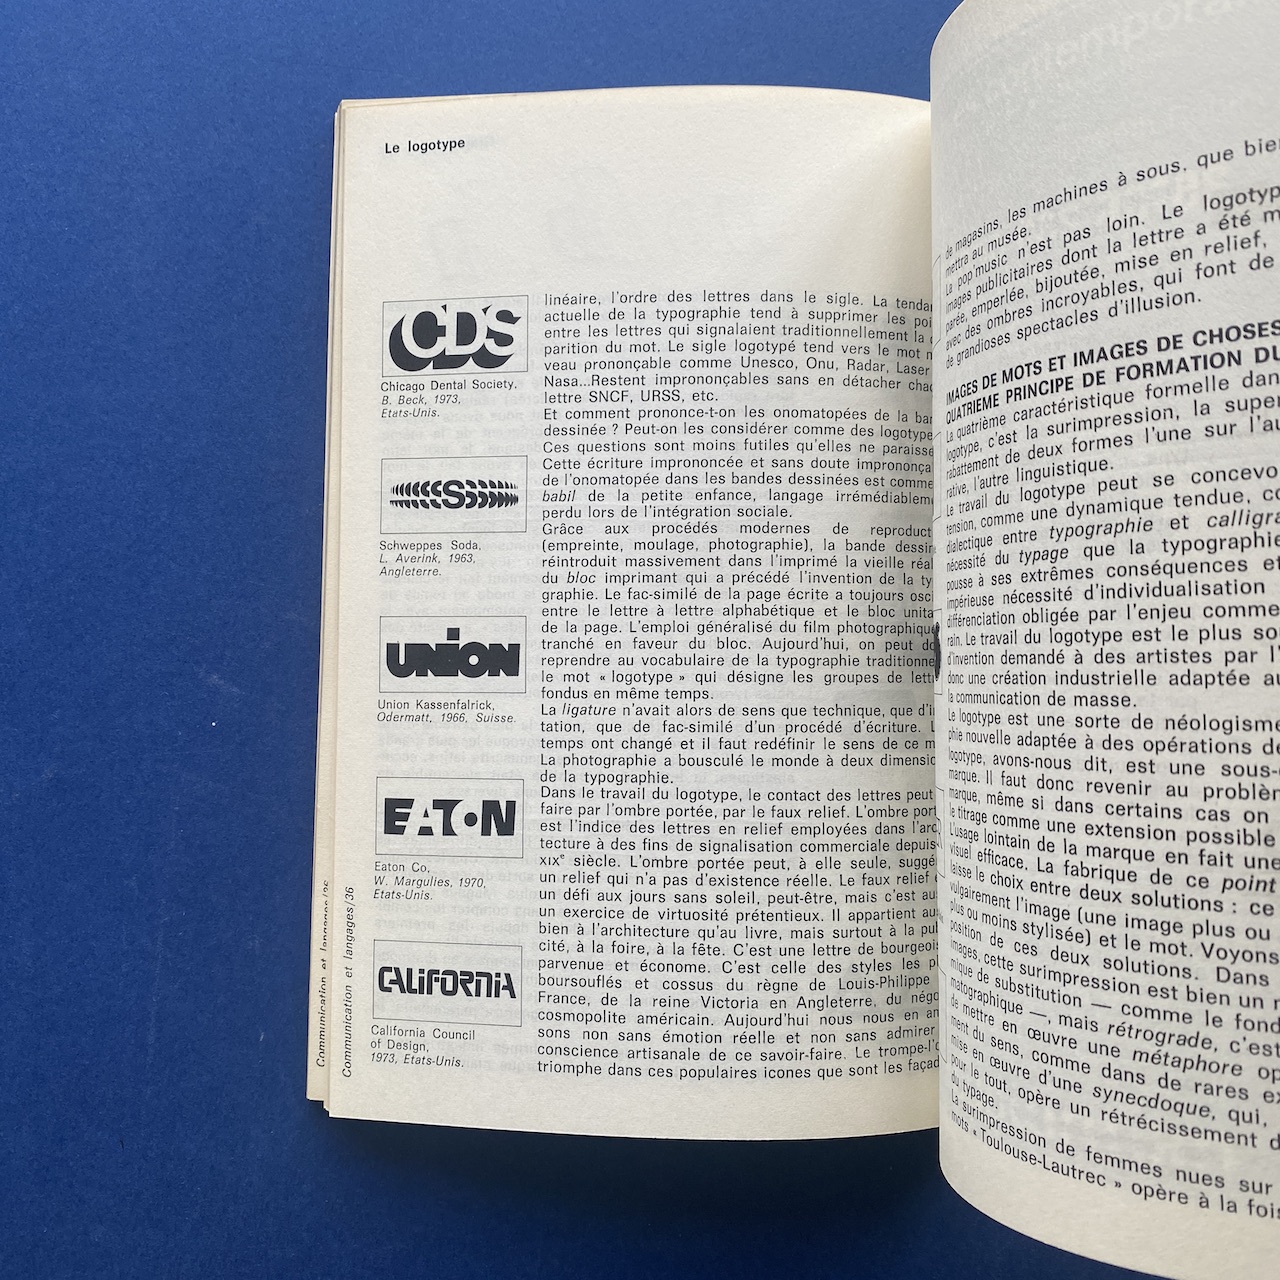 Le logotype
CDS
Chicago Dental Society,
B. Beck, 1973,
Etats-Unis.
S
Schweppes Soda,
L. Averink, 1963,
Angleterre.
UNiON
Union Kassenfalrick,
Odermatt, 1966, Suisse.
EATON
Eaton Co,
W. Margulies, 1970,
Etats-Unis.
CALiFORNiA
California Council
of Design,
1973, Etats-Unis.
Communication et langages/36
Communication et langages/36
linéaire, l'ordre des lettres dans le sigle. La
actuelle de la typographie tend à supprimer les
entre les lettres qui signalaient traditionnellement la
parition du mot. Le sigle logotypé tend vers le mot
veau prononçable comme Unesco, Onu, Radar, Laser
Nasa...Restent imprononçables sans en détacher
lettre SNCF, URSS, etc.
Et comment prononce-t-on les onomatopées de la
dessinée ? Peut-on les considérer comme des
Ces questions sont moins futiles qu'elles ne
Cette écriture imprononcée et sans doute
de l'onomatopée dans les bandes dessinées est comme
babil de la petite enfance, langage
perdu lors de l'intégration sociale.
Grâce aux procédés modernes de
(empreinte, moulage, photographie), la bande
réintroduit massivement dans l'imprimé la vieille
du bloc imprimant qui a précédé l'invention de la
graphie. Le fac-similé de la page écrite a toujours
entre le lettre à lettre alphabétique et le bloc
de la page. L'emploi généralisé du film photographique
tranché en faveur du bloc. Aujourd'hui, on peut
reprendre au vocabulaire de la typographie
le mot « logotype » qui désigne les groupes de
fondus en même temps.
La ligature n'avait alors de sens que technique, que
tation, que de fac-similé d'un procédé d'écriture.
temps ont changé et il faut redéfinir le sens de ce
La photographie a bousculé le monde à deux
de la typographie.
Dans le travail du logotype, le contact des lettres peut
faire par l'ombre portée, par le faux relief. L'ombre
est l'indice des lettres en relief employées dans
tecture à des fins de signalisation commerciale depuis
XIXe siècle. L'ombre portée peut, à elle seule,
un relief qui n'a pas d'existence réelle. Le faux relief
un défi aux jours sans soleil, peut-être, mais c'est
un exercice de virtuosité prétentieux. Il appartient
bien à l'architecture qu'au livre, mais surtout à la
cité, à la foire, à la fête. C'est une lettre de
parvenue et économe. C'est celle des styles les
boursouflés et cossus du règne de Louis-Philippe
France, de la reine Victoria en Angleterre, du
cosmopolite américain. Aujourd'hui nous nous en
sons non sans émotion réelle et non sans admirer
conscience artisanale de ce savoir-faire. Le
triomphe dans ces populaires icones que sont les
de magasins, les machines à sous, que
mettra au musée.
La pop'music n'est pas loin. Le
images publicitaires dont la lettre a été
parée, emperlée, bijoutée, mise en relief,
avec des ombres incroyables, qui font de
de grandioses spectacles d'illusion.
IMAGES DE MOTS ET IMAGES DE CHOSES
QUATRIEME PRINCIPE DE FORMATION DU
La quatrième caractéristique formelle
logotype, c'est la surimpression, la
rabattement de deux formes l'une sur
rative, l'autre linguistique.
Le travail du logotype peut se
tension, comme une dynamique tendue,
dialectique entre typographie et
nécessité du typage que la typographie
pousse à ses extrêmes conséquences et
impérieuse nécessité d'individualisation
différenciation obligée par l'enjeu
rain. Le travail du logotype est le plus
d'invention demandé à des artistes par
donc une création industrielle adaptée
la communication de masse.
Le logotype est une sorte de néologisme
phie nouvelle adaptée à des opérations
logotype, avons-nous dit, est une
marque. Il faut donc revenir au
marque, même si dans certains cas on
le titrage comme une extension possible
L'usage lointain de la marque en fait une
visuel efficace. La fabrique de ce point
laisse le choix entre deux solutions : ce
vulgairement l'image (une image plus ou
plus ou moins stylisée) et le mot. Voyons
position de ces deux solutions. Dans
images, cette surimpression est bien un
mique de substitution — comme le
matographique —, mais rétrograde, c'est
de mettre en œuvre une métaphore
ment du sens, comme dans de rares
mise en œuvre d'une synecdoque, qui,
pour le tout, opère un rétrécissement
du typage.
La surimpression de femmes nues sur
mots « Toulouse-Lautrec » opère à la